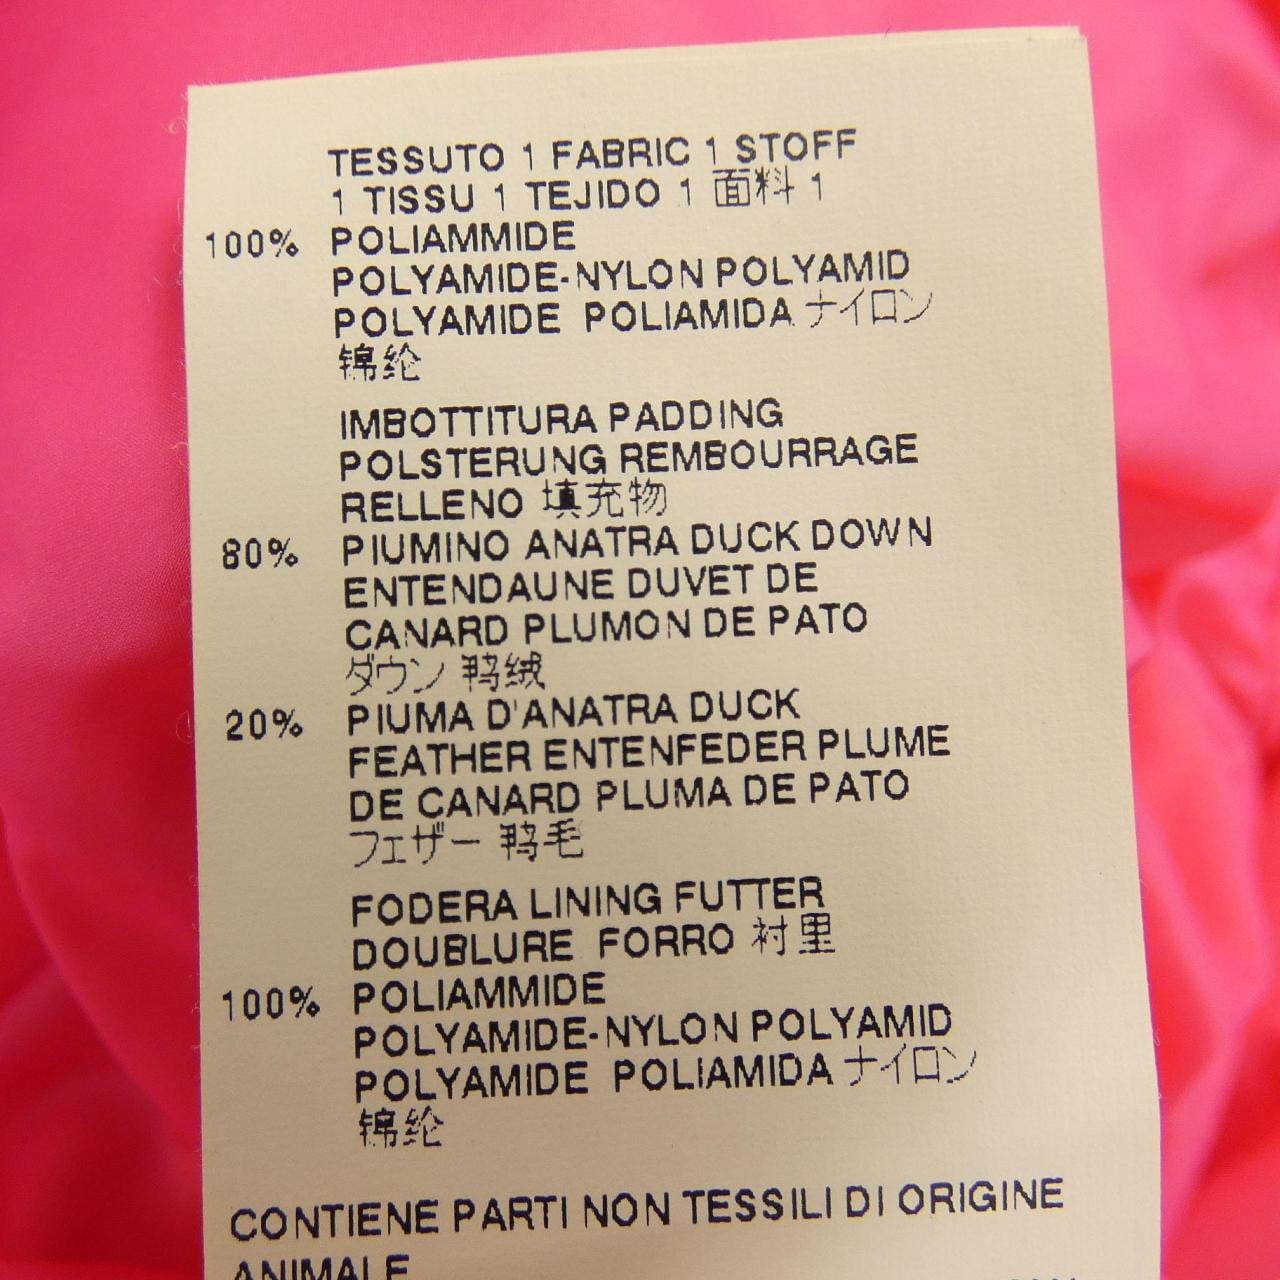 TESSUTO 1 FABRIC 1 STOFF
1 TISSU 1 TEJIDO 1 面料 1
100% POLIAMMIDE
POLYAMIDE-NYLON POLYAMID
POLYAMIDE POLIAMIDA ナイロン
锦纶
IMBOTTITURA PADDING
POLSTERUNG REMBOURRAGE
RELLENO 填充物
80% PIUMINO ANATRA DUCK DOWN
ENTENDAUNE DUVET DE
CANARD PLUMON DE PATO
ダウン 鸭绒
20% PIUMA D'ANATRA DUCK
FEATHER ENTENFEDER PLUME
DE CANARD PLUMA DE PATO
フェザー 鸭毛
FODERA LINING FUTTER
DOUBLURE FORRO 衬里
100% POLIAMMIDE
POLYAMIDE-NYLON POLYAMID
POLYAMIDE POLIAMIDA ナイロン
锦纶
CONTIENE PARTI NON TESSILI DI ORIGINE
ANIMALE